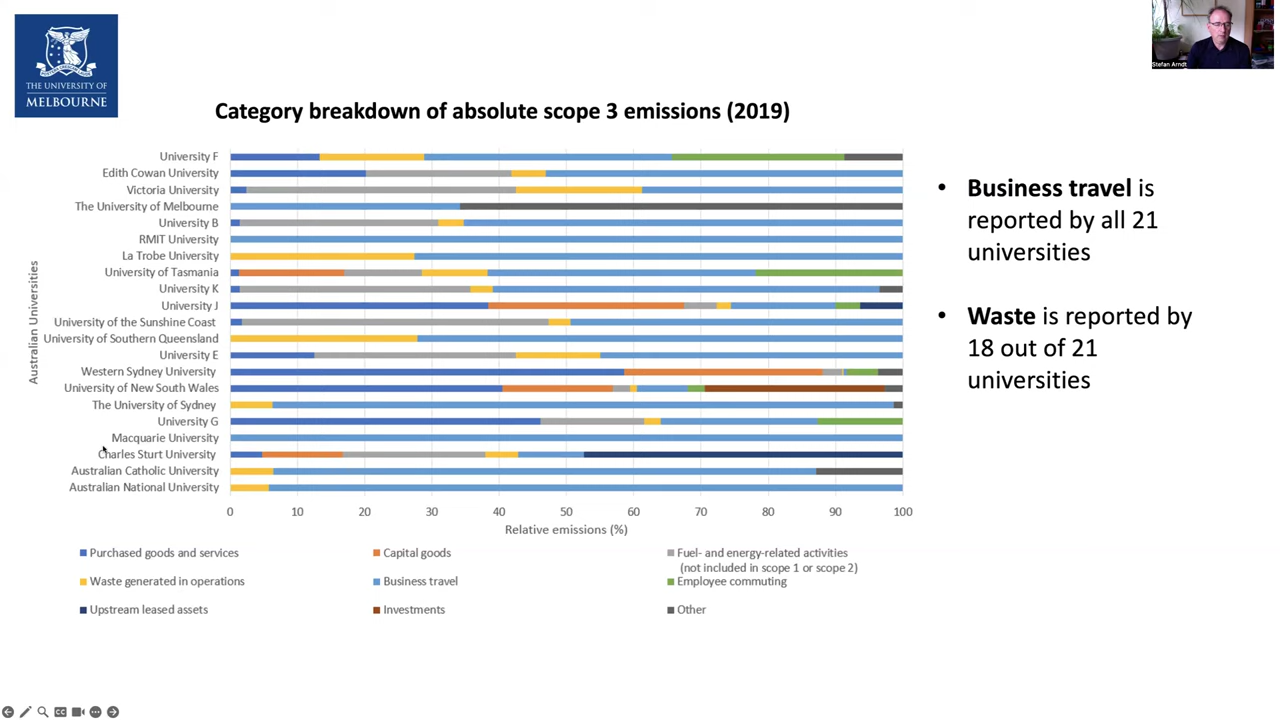 THE UNIVERSITY OF
MELBOURNE
Stefan Arndt
Category breakdown of absolute scope 3 emissions (2019)
Australian Universities
University F
Edith Cowan University
Victoria University
The University of Melbourne
University B
RMIT University
La Trobe University
University of Tasmania
University K
University J
University of the Sunshine Coast
University of Southern Queensland
University E
Western Sydney University
University of New South Wales
The University of Sydney
University G
Macquarie University
Charles Sturt University
Australian Catholic University
Australian National University
0 10 20 30 40 50 60 70 80 90 100
Relative emissions (%)
Purchased goods and services
Capital goods
Fuel- and energy-related activities
(not included in scope 1 or scope 2)
Waste generated in operations
Business travel
Employee commuting
Upstream leased assets
Investments
Other
• Business travel is
reported by all 21
universities
• Waste is reported by
18 out of 21
universities
CC